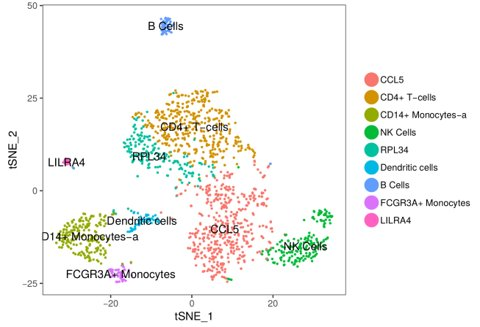 50
25
0
−25
tSNE_2
B Cells
CD4+ T−cells
RPL34
LILRA4
Dendritic cells
D14+ Monocytes−a
CCL5
NK Cells
FCGR3A+ Monocytes
−20
0
20
tSNE_1
CCL5
CD4+ T−cells
CD14+ Monocytes−a
NK Cells
RPL34
Dendritic cells
B Cells
FCGR3A+ Monocytes
LILRA4